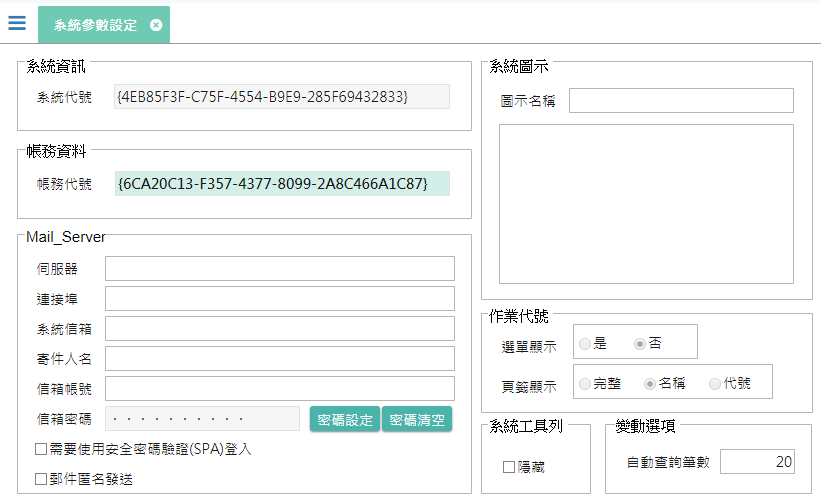 系統參數設定
系統資訊
系統代號 {4EB85F3F-C75F-4554-B9E9-285F69432833}
帳務資料
帳務代號 {6CA20C13-F357-4377-8099-2A8C466A1C87}
Mail_Server
伺服器
連接埠
系統信箱
寄件人名
信箱帳號
信箱密碼 ・・・・・・・・・・ 密碼設定 密碼清空
需要使用安全密碼驗證(SPA)登入
郵件匿名發送
系統圖示
圖示名稱
作業代號
選單顯示 是 否
頁籤顯示 完整 名稱 代號
系統工具列
隱藏
變動選項
自動查詢筆數 20